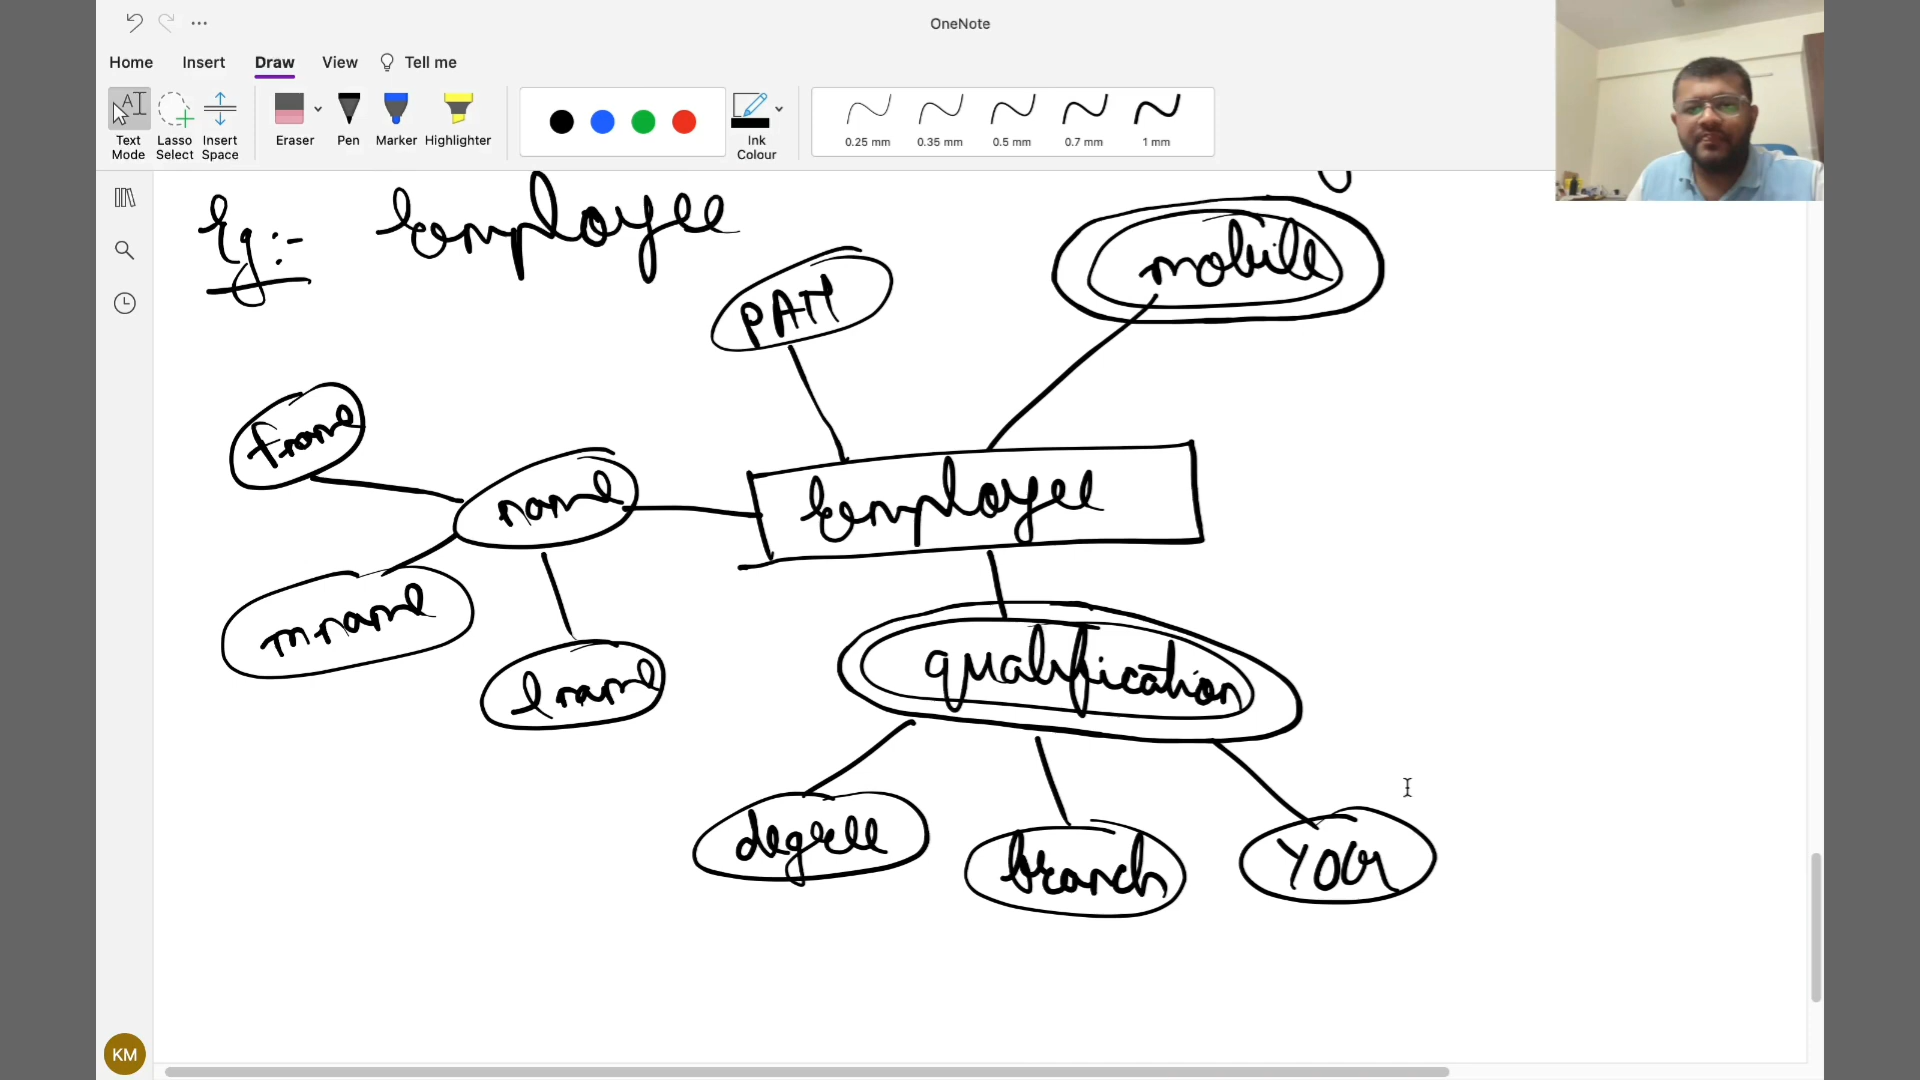 OneNote
Home Insert Draw View Tell me
Text Mode
Lasso Select
Insert Space
Eraser
Pen
Marker
Highlighter
Ink Colour
0.25 mm
0.35 mm
0.5 mm
0.7 mm
1 mm
Eg:- Employee
PAN
mobile
fname
name
Employee
mname
lname
qualification
degree
branch
YOG
KM